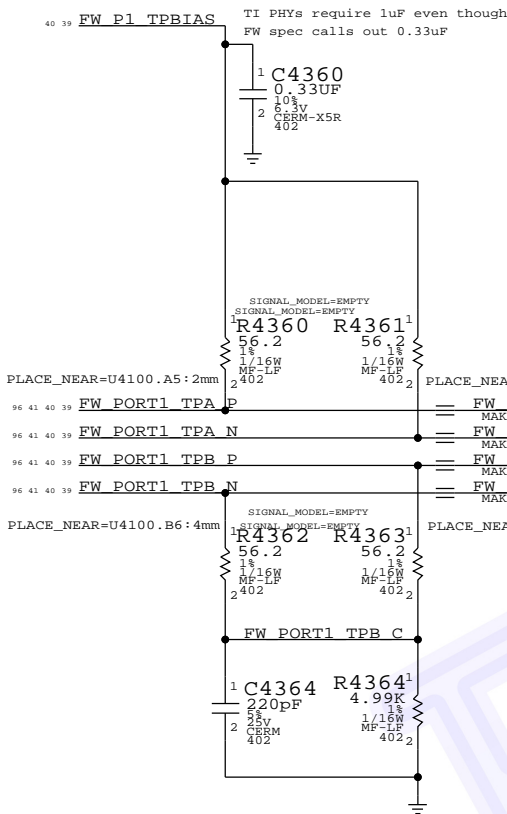 TI PHYs require 1uF even though
FW spec calls out 0.33uF
40 39 FW_P1_TPBIAS
1 C4360
0.33UF
10%
6.3V
2 CERM-X5R
402
SIGNAL_MODEL=EMPTY
SIGNAL_MODEL=EMPTY
1 R4360
56.2
1%
1/16W
MF-LF
2 402
R4361 1
56.2
1%
1/16W
MF-LF
402 2
PLACE_NEAR=U4100.A5:2mm
PLACE_NEA
96 41 40 39 FW_PORT1_TPA_P
FW_
MAK
96 41 40 39 FW_PORT1_TPA_N
FW_
MAK
96 41 40 39 FW_PORT1_TPB_P
FW_
MAK
96 41 40 39 FW_PORT1_TPB_N
FW_
MAK
SIGNAL_MODEL=EMPTY
PLACE_NEAR=U4100.B6:4mm
SIGNAL_MODEL=EMPTY
PLACE_NEA
1 R4362
56.2
1%
1/16W
MF-LF
2 402
R4363 1
56.2
1%
1/16W
MF-LF
402 2
FW_PORT1_TPB_C
1 C4364
220pF
5%
25V
2 CERM
402
R4364 1
4.99K
1%
1/16W
MF-LF
402 2